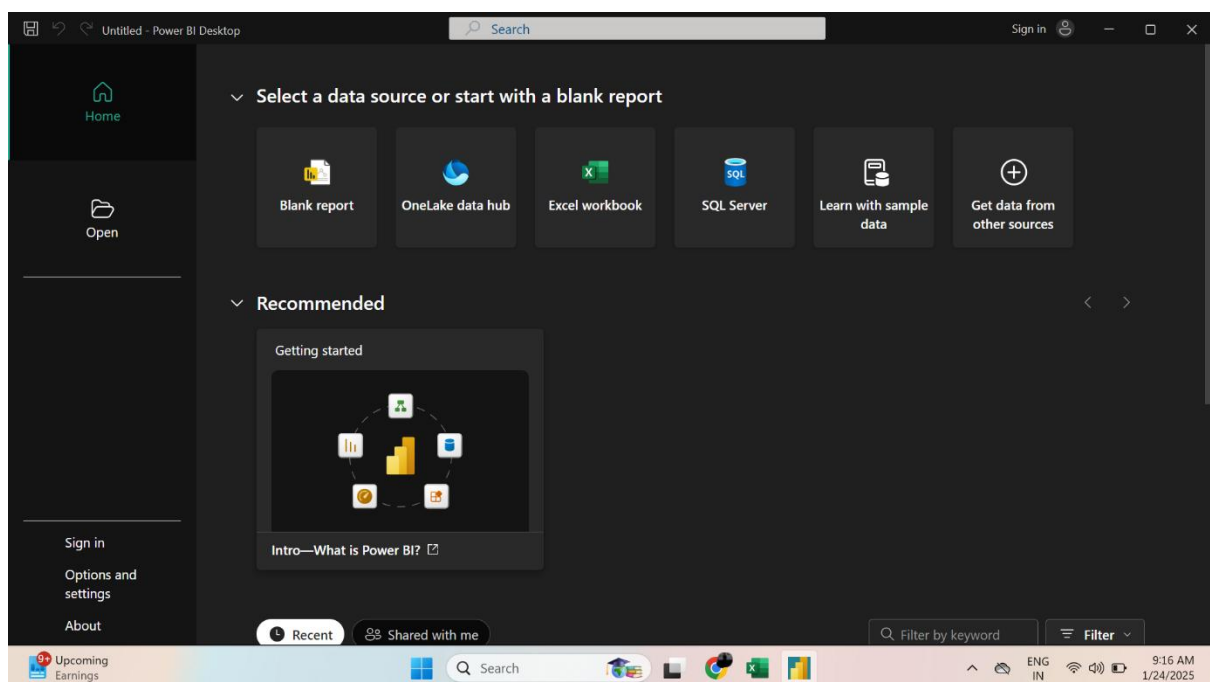 Untitled - Power BI Desktop
Search
Sign in
Home
Open
Select a data source or start with a blank report
Blank report
OneLake data hub
Excel workbook
SQL
SQL Server
Learn with sample
data
Get data from
other sources
Recommended
Getting started
Intro—What is Power BI?
Sign in
Options and
settings
About
Recent
Shared with me
Filter by keyword
Filter
9+
Upcoming
Earnings
Search
ENG
IN
9:16 AM
1/24/2025